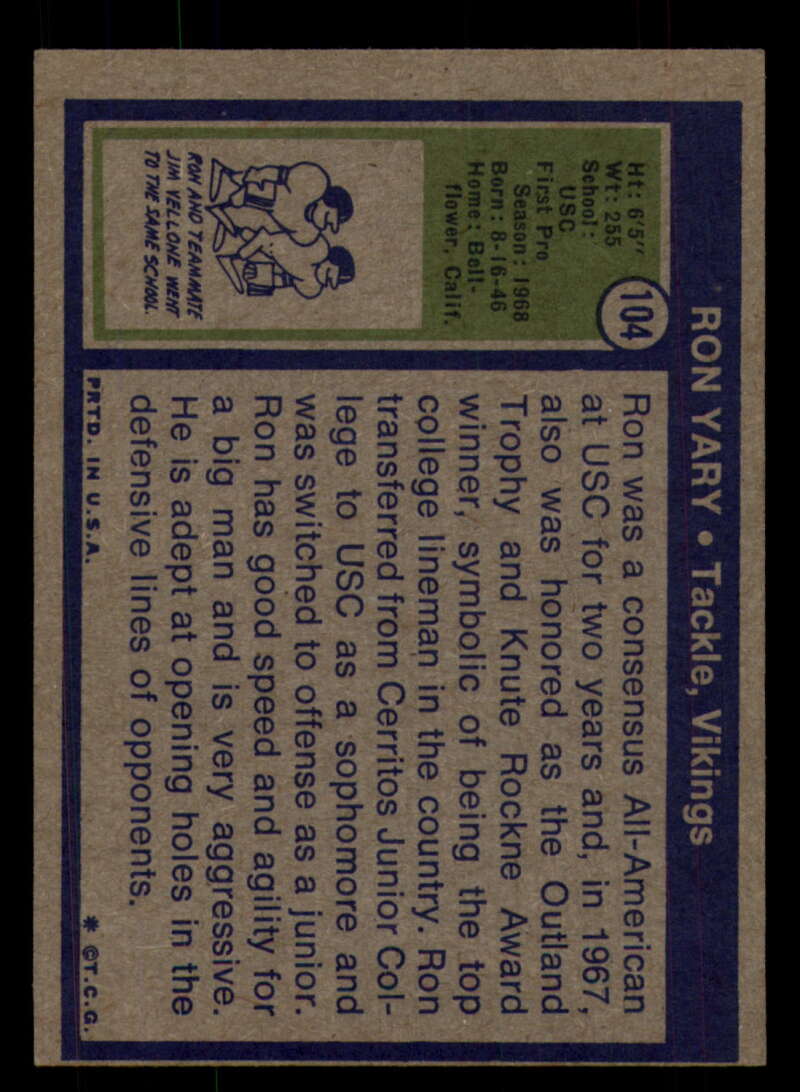 RON YARY • Tackle, Vikings
104
Ht: 6'5"
Wt: 255
School:
USC
First Pro
Season: 1968
Born: 8-16-46
Home: Bell-
flower, Calif.
RON AND TEAMMATE
JIM VELLONE WENT
TO THE SAME SCHOOL.
Ron was a consensus All-American
at USC for two years and, in 1967,
also was honored as the Outland
Trophy and Knute Rockne Award
winner, symbolic of being the top
college lineman in the country. Ron
transferred from Cerritos Junior Col-
lege to USC as a sophomore and
was switched to offense as a junior.
Ron has good speed and agility for
a big man and is very aggressive.
He is adept at opening holes in the
defensive lines of opponents.
PRTD. IN U.S.A.
* ©T.C.G.